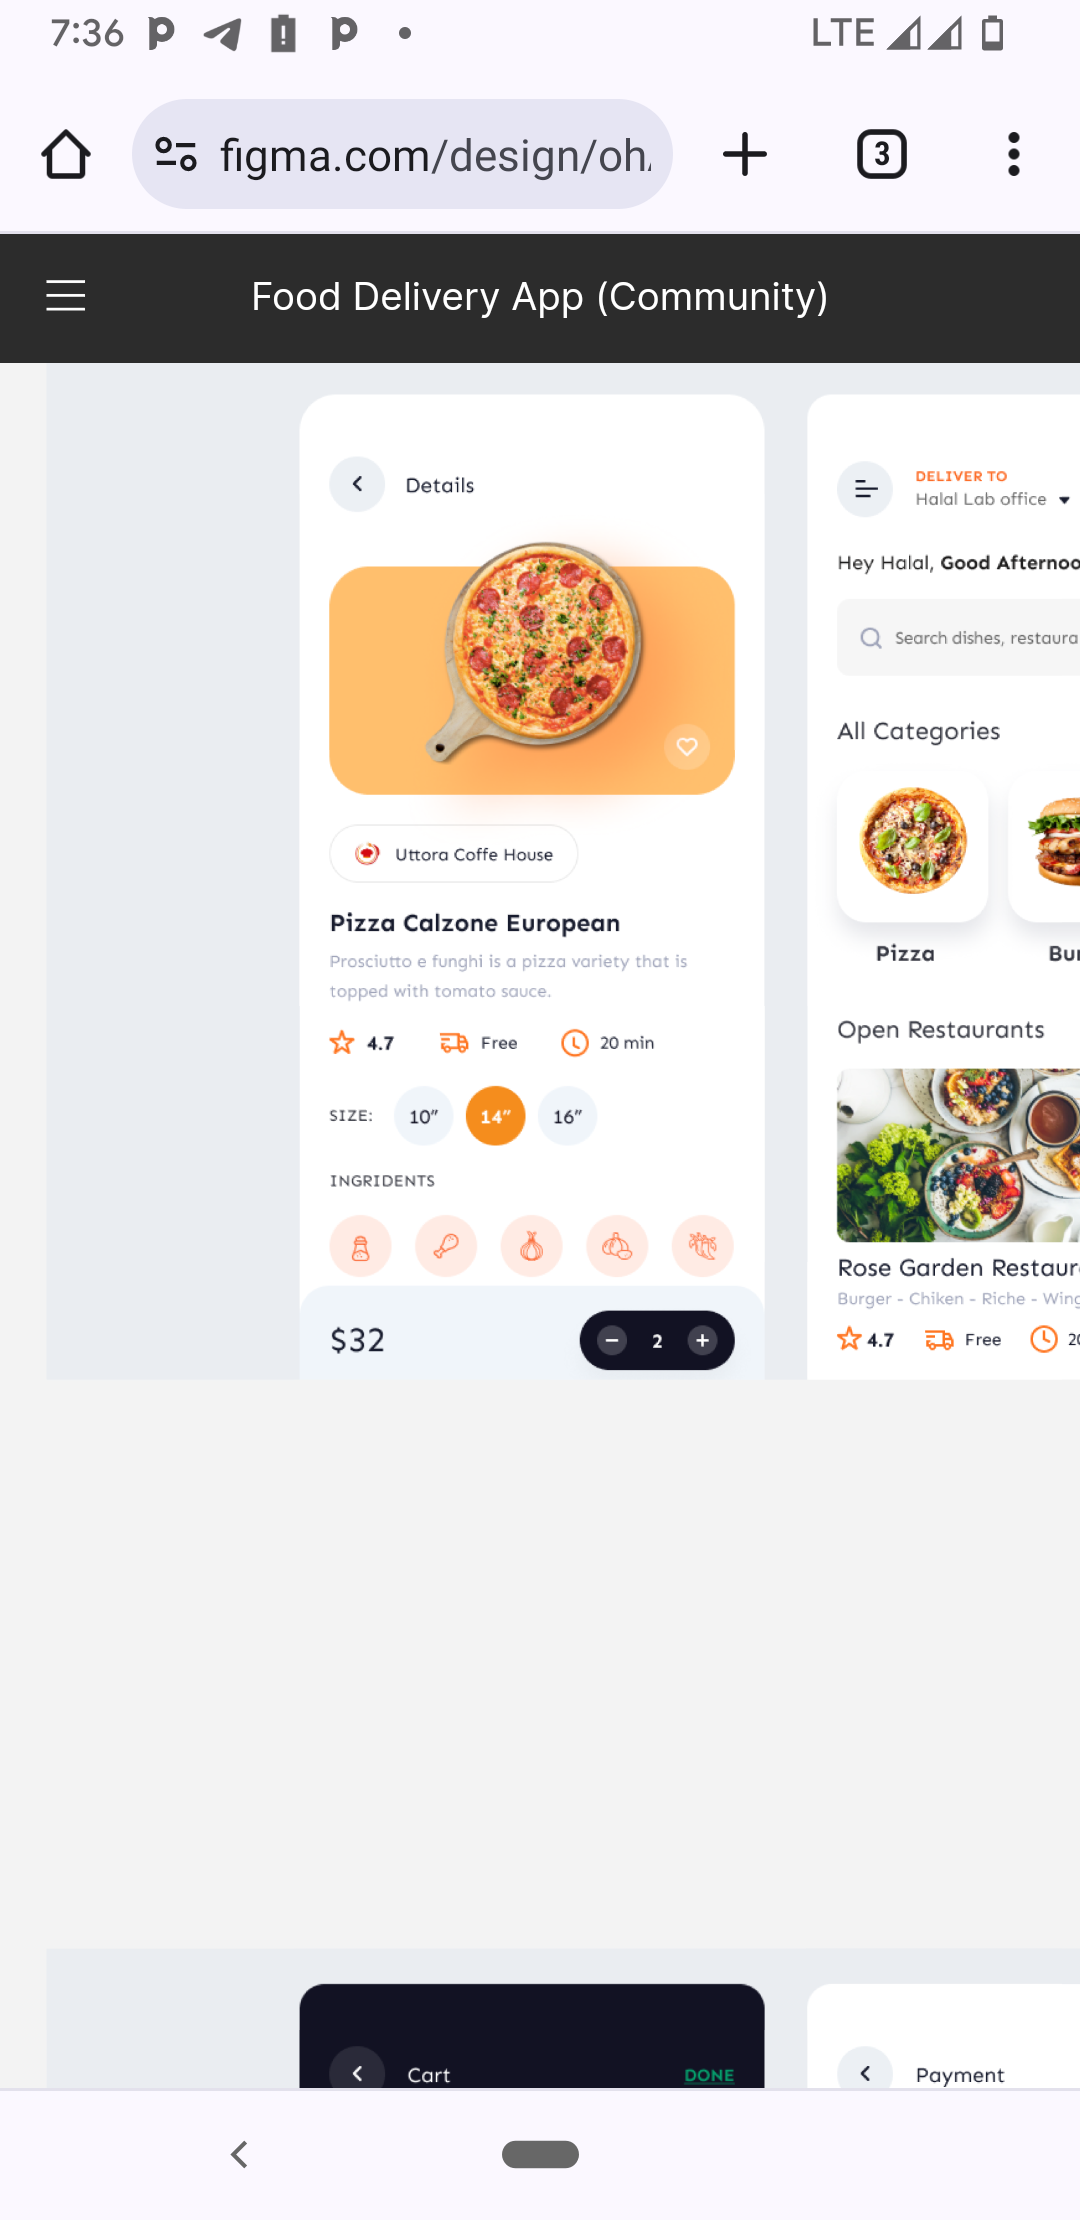 7:36
LTE
figma.com/design/oh
3
Food Delivery App (Community)
Details
Uttora Coffe House
Pizza Calzone European
Prosciutto e funghi is a pizza variety that is
topped with tomato sauce.
4.7 Free 20 min
SIZE: 10” 14” 16”
INGRIDENTS
$32 2
DELIVER TO
Halal Lab office
Hey Halal, Good Afternoo
Search dishes, restaura
All Categories
Pizza Bur
Open Restaurants
Rose Garden Restaur
Burger - Chiken - Riche - Wing
4.7 Free 20
Cart DONE
Payment